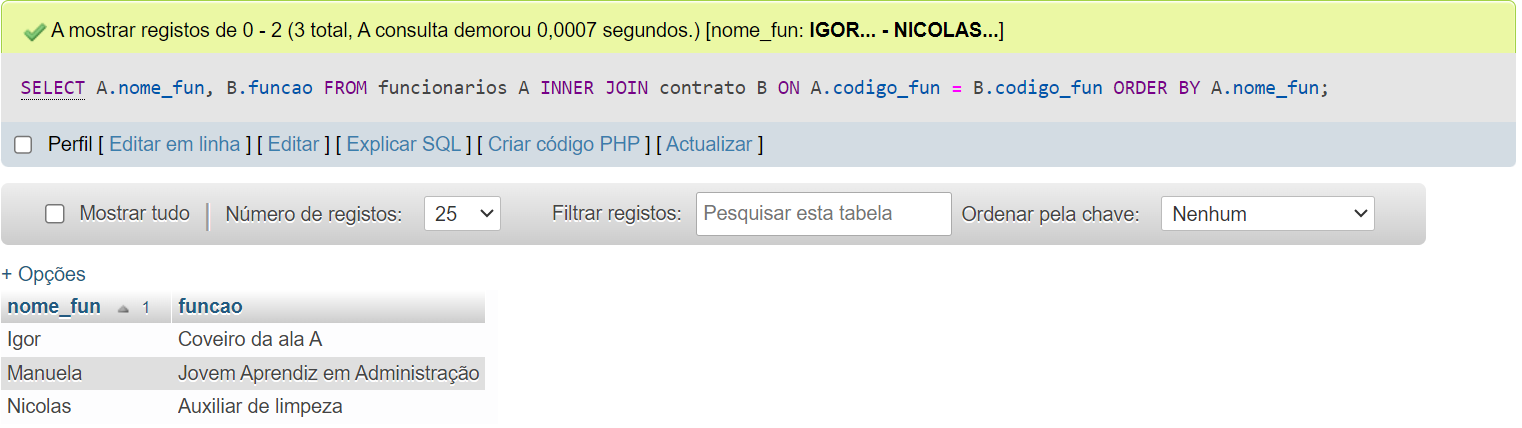 A mostrar registos de 0 - 2 (3 total, A consulta demorou 0,0007 segundos.) [nome_fun: IGOR... - NICOLAS...]
SELECT A.nome_fun, B.funcao FROM funcionarios A INNER JOIN contrato B ON A.codigo_fun = B.codigo_fun ORDER BY A.nome_fun;
Perfil [ Editar em linha ] [ Editar ] [ Explicar SQL ] [ Criar código PHP ] [ Actualizar ]
Mostrar tudo | Número de registos: 25 Filtrar registos: Pesquisar esta tabela Ordenar pela chave: Nenhum
+ Opções
nome_fun 1 funcao
Igor Coveiro da ala A
Manuela Jovem Aprendiz em Administração
Nicolas Auxiliar de limpeza